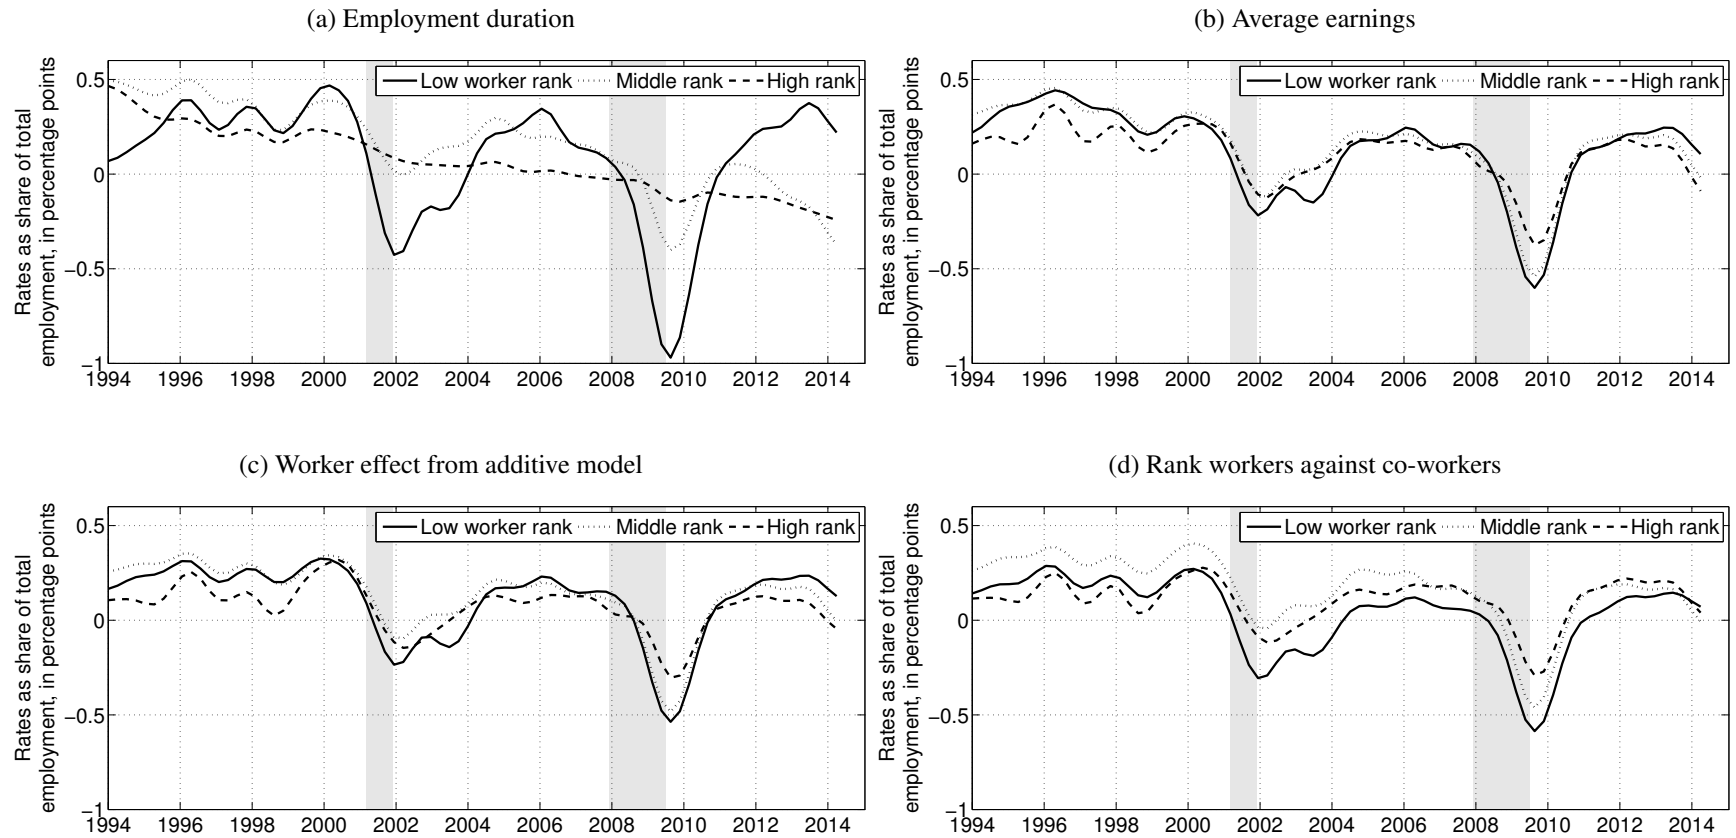 (a) Employment duration
Rates as share of total
employment, in percentage points
0.5
0
−0.5
−1
Low worker rank Middle rank High rank
1994 1996 1998 2000 2002 2004 2006 2008 2010 2012 2014
(b) Average earnings
Rates as share of total
employment, in percentage points
0.5
0
−0.5
−1
Low worker rank Middle rank High rank
1994 1996 1998 2000 2002 2004 2006 2008 2010 2012 2014
(c) Worker effect from additive model
Rates as share of total
employment, in percentage points
0.5
0
−0.5
−1
Low worker rank Middle rank High rank
1994 1996 1998 2000 2002 2004 2006 2008 2010 2012 2014
(d) Rank workers against co-workers
Rates as share of total
employment, in percentage points
0.5
0
−0.5
−1
Low worker rank Middle rank High rank
1994 1996 1998 2000 2002 2004 2006 2008 2010 2012 2014